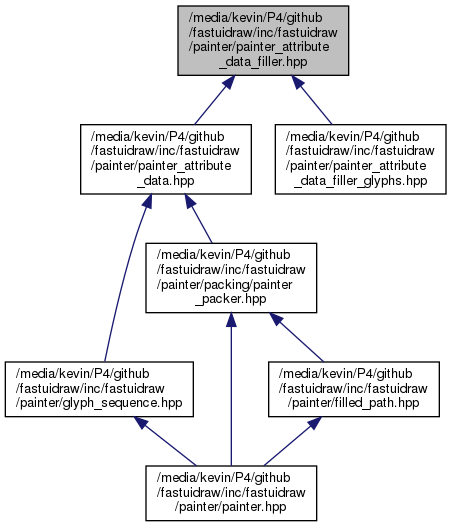 /media/kevin/P4/github
/fastuidraw/inc/fastuidraw
/painter/painter_attribute
_data_filler.hpp
/media/kevin/P4/github
/fastuidraw/inc/fastuidraw
/painter/painter_attribute
_data.hpp
/media/kevin/P4/github
/fastuidraw/inc/fastuidraw
/painter/painter_attribute
_data_filler_glyphs.hpp
/media/kevin/P4/github
/fastuidraw/inc/fastuidraw
/painter/packing/painter
_packer.hpp
/media/kevin/P4/github
/fastuidraw/inc/fastuidraw
/painter/glyph_sequence.hpp
/media/kevin/P4/github
/fastuidraw/inc/fastuidraw
/painter/filled_path.hpp
/media/kevin/P4/github
/fastuidraw/inc/fastuidraw
/painter/painter.hpp